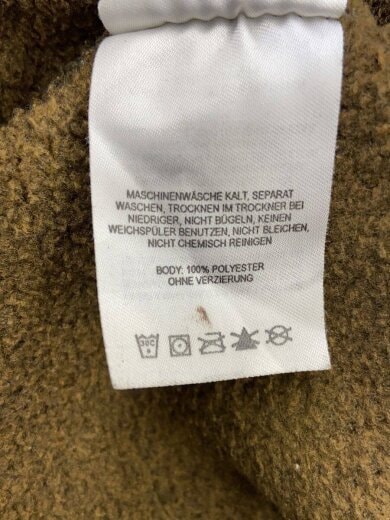 MASCHINENWÄSCHE KALT, SEPARAT
WASCHEN, TROCKNEN IM TROCKNER BEI
NIEDRIGER, NICHT BÜGELN, KEINEN
WEICHSPÜLER BENUTZEN, NICHT BLEICHEN,
NICHT CHEMISCH REINIGEN
BODY: 100% POLYESTER
OHNE VERZIERUNG
30C